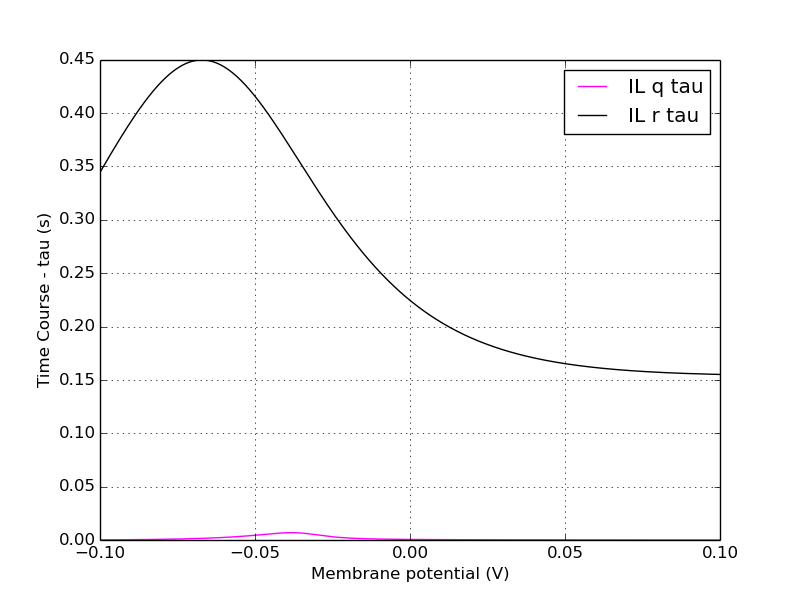 0.45
0.40
0.35
0.30
0.25
0.20
0.15
0.10
0.05
0.00
Time Course - tau (s)
IL q tau
IL r tau
−0.10 −0.05 0.00 0.05 0.10
Membrane potential (V)